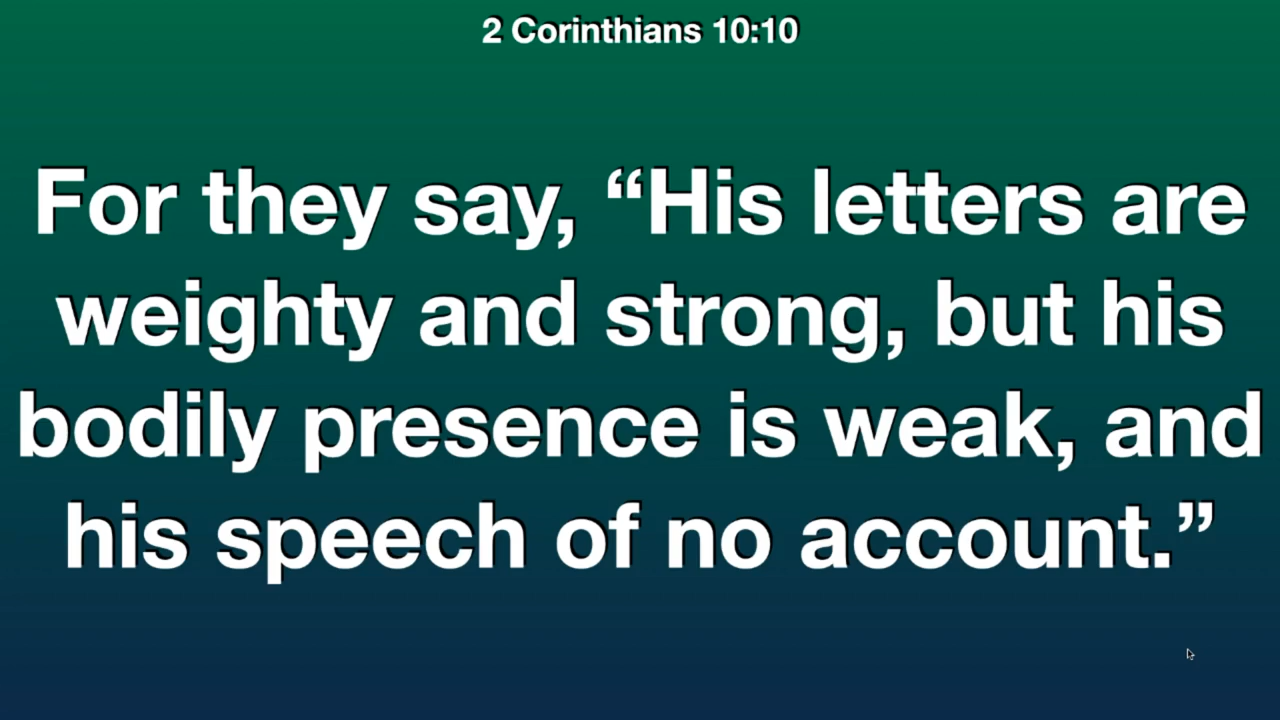 2 Corinthians 10:10
For they say, “His letters are
weighty and strong, but his
bodily presence is weak, and
his speech of no account.”